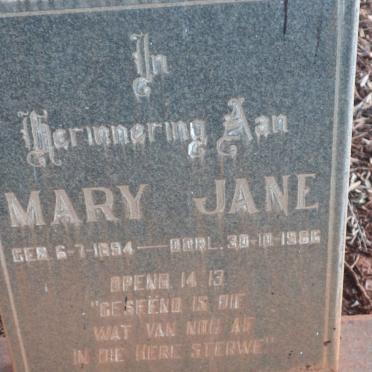 In
Herinnering Aan
MARY JANE
GEB. 6-7-1894 — OORL. 30-10-1966
OPENB. 14:13
"GESEËND IS DIE
WAT VAN NOU AF
IN DIE HERE STERWE"